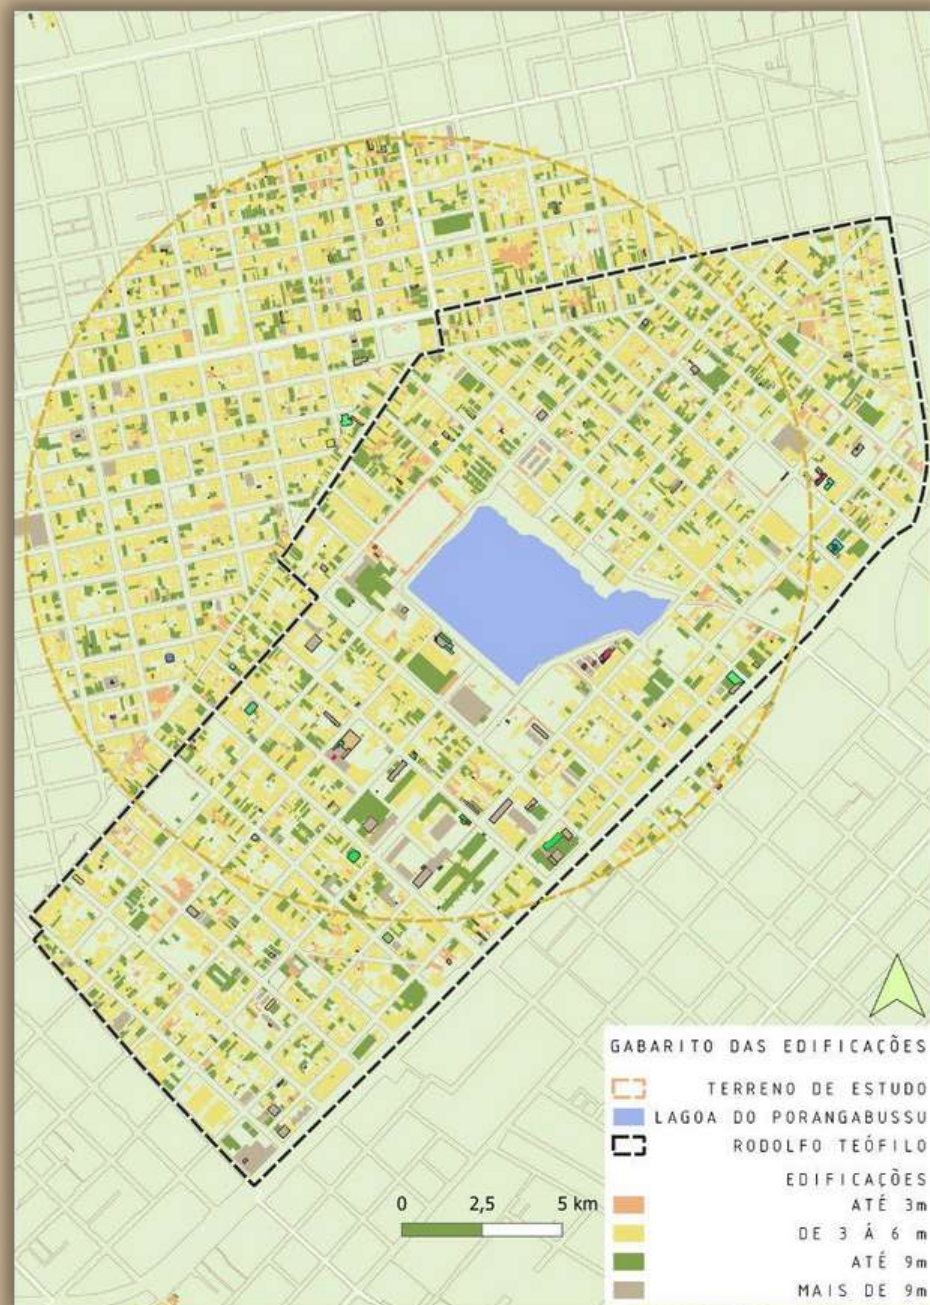 GABARITO DAS EDIFICAÇÕES
TERRENO DE ESTUDO
LAGOA DO PORANGABUSSU
RODOLFO TEÓFILO
EDIFICAÇÕES
ATÉ 3m
DE 3 Á 6 m
ATÉ 9m
MAIS DE 9m
0 2,5 5 km